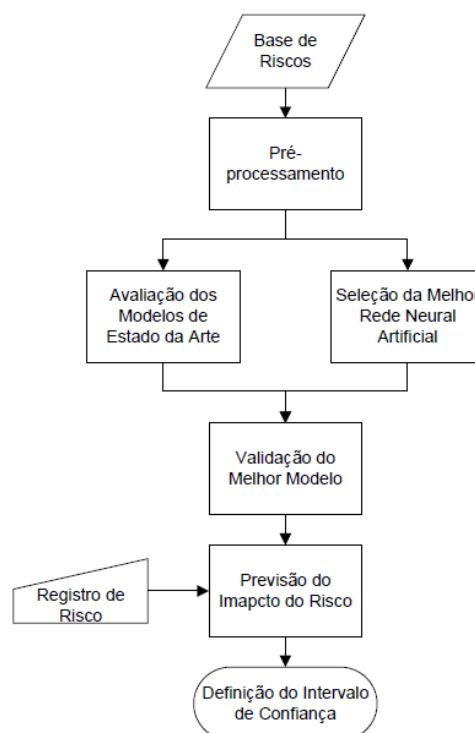 Base de
Riscos
Pré-
processamento
Avaliação dos
Modelos de
Estado da Arte
Seleção da Melhor
Rede Neural
Artificial
Validação do
Melhor Modelo
Registro de
Risco
Previsão do
Imapcto do Risco
Definição do Intervalo
de Confiança